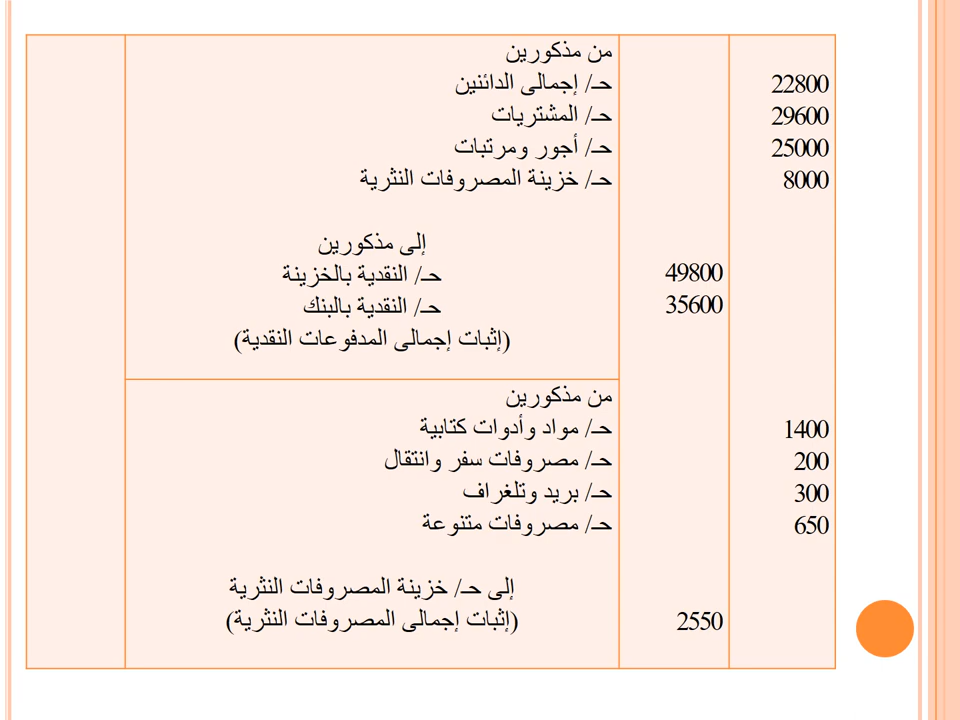 من مذكورين
22800 حـ/ إجمالى الدائنين
29600 حـ/ المشتريات
25000 حـ/ أجور ومرتبات
8000 حـ/ خزينة المصروفات النثرية
إلى مذكورين
49800 حـ/ النقدية بالخزينة
35600 حـ/ النقدية بالبنك
(إثبات إجمالى المدفوعات النقدية)
من مذكورين
1400 حـ/ مواد وأدوات كتابية
200 حـ/ مصروفات سفر وانتقال
300 حـ/ بريد وتلغراف
650 حـ/ مصروفات متنوعة
إلى حـ/ خزينة المصروفات النثرية
2550 (إثبات إجمالى المصروفات النثرية)